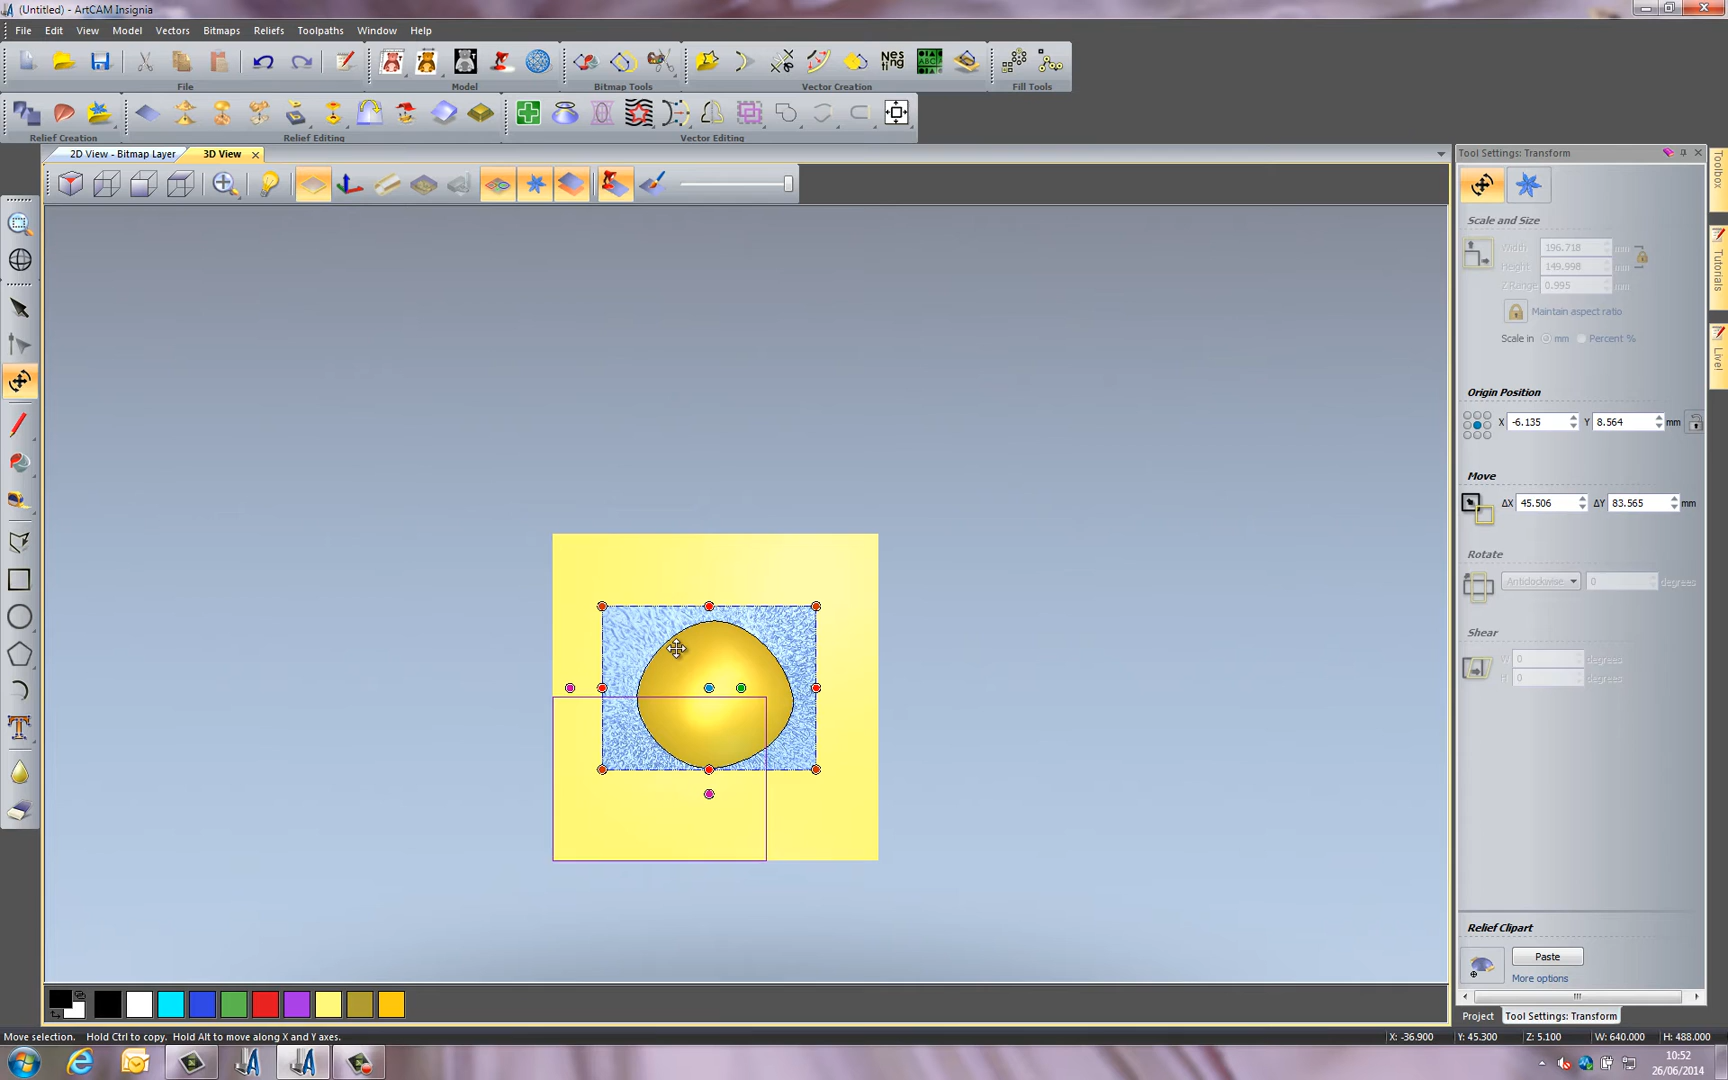 (Untitled) - ArtCAM Insignia
File Edit View Model Vectors Bitmaps Reliefs Toolpaths Window Help
Nes
ting
File Model Bitmap Tools Vector Creation Fill Tools
Relief Creation Relief Editing Vector Editing
2D View - Bitmap Layer 3D View
Tool Settings: Transform
Toolbox
Tutorials
Live!
Scale and Size
Width 196.718 mm
Height 149.998 mm
Z Range 0.995 mm
Maintain aspect ratio
Scale in mm Percent %
Origin Position
X -6.135 Y 8.564 mm
Move
ΔX 45.506 ΔY 83.565 mm
Rotate
Anticlockwise 0 degrees
Shear
W 0 degrees
H 0 degrees
Relief Clipart
Paste
More options
Project Tool Settings: Transform
Move selection. Hold Ctrl to copy. Hold Alt to move along X and Y axes.
X: -36.900 Y: 45.300 Z: 5.100 W: 640.000 H: 488.000
10:52
26/06/2014